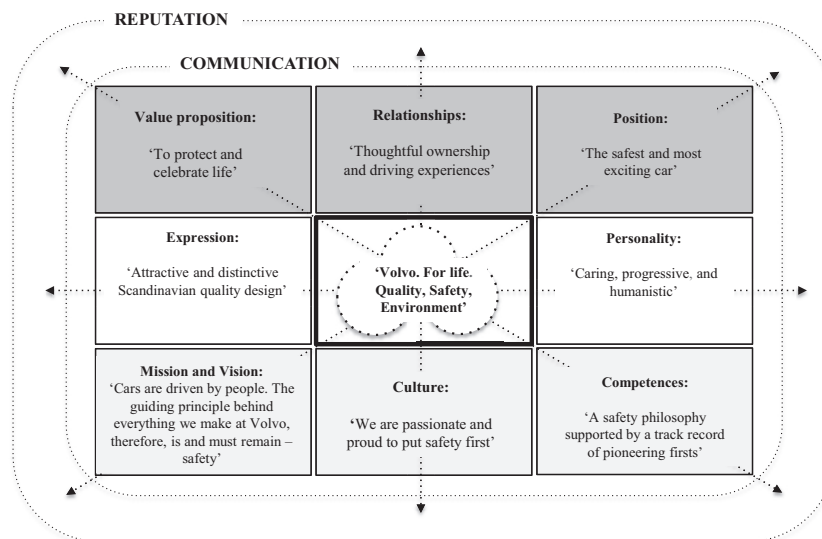 REPUTATION
COMMUNICATION
Value proposition:
‘To protect and
celebrate life’
Relationships:
‘Thoughtful ownership
and driving experiences’
Position:
‘The safest and most
exciting car’
Expression:
‘Attractive and distinctive
Scandinavian quality design’
‘Volvo. For life.
Quality, Safety,
Environment’
Personality:
‘Caring, progressive, and
humanistic’
Mission and Vision:
‘Cars are driven by people. The
guiding principle behind
everything we make at Volvo,
therefore, is and must remain –
safety’
Culture:
‘We are passionate and
proud to put safety first’
Competences:
‘A safety philosophy
supported by a track record
of pioneering firsts’